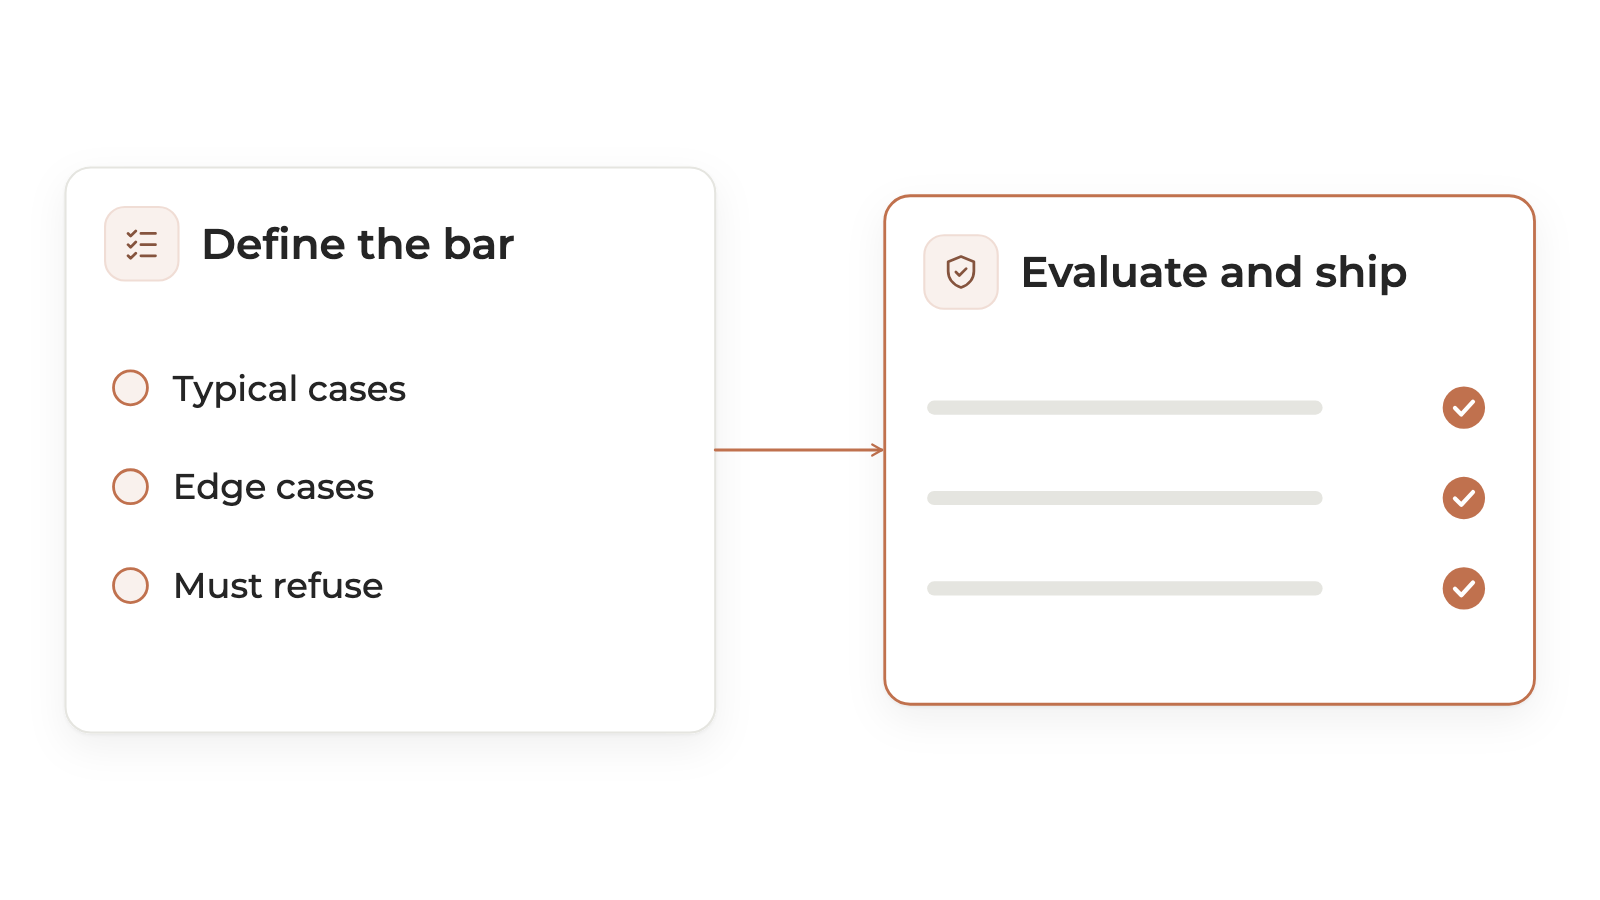 Define the bar
Typical cases
Edge cases
Must refuse
Evaluate and ship